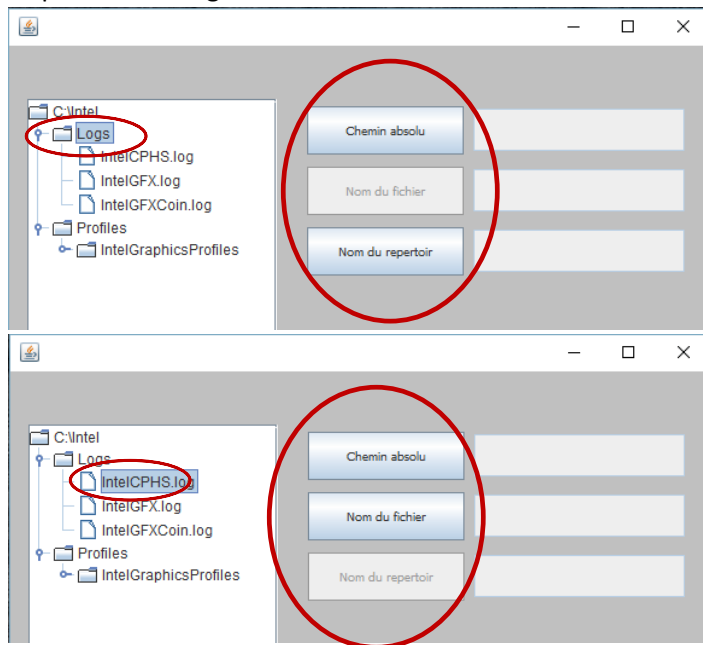 C:\Intel
Logs
IntelCPHS.log
IntelGFX.log
IntelGFXCoin.log
Profiles
IntelGraphicsProfiles
Chemin absolu
Nom du fichier
Nom du repertoir
C:\Intel
Logs
IntelCPHS.log
IntelGFX.log
IntelGFXCoin.log
Profiles
IntelGraphicsProfiles
Chemin absolu
Nom du fichier
Nom du repertoir